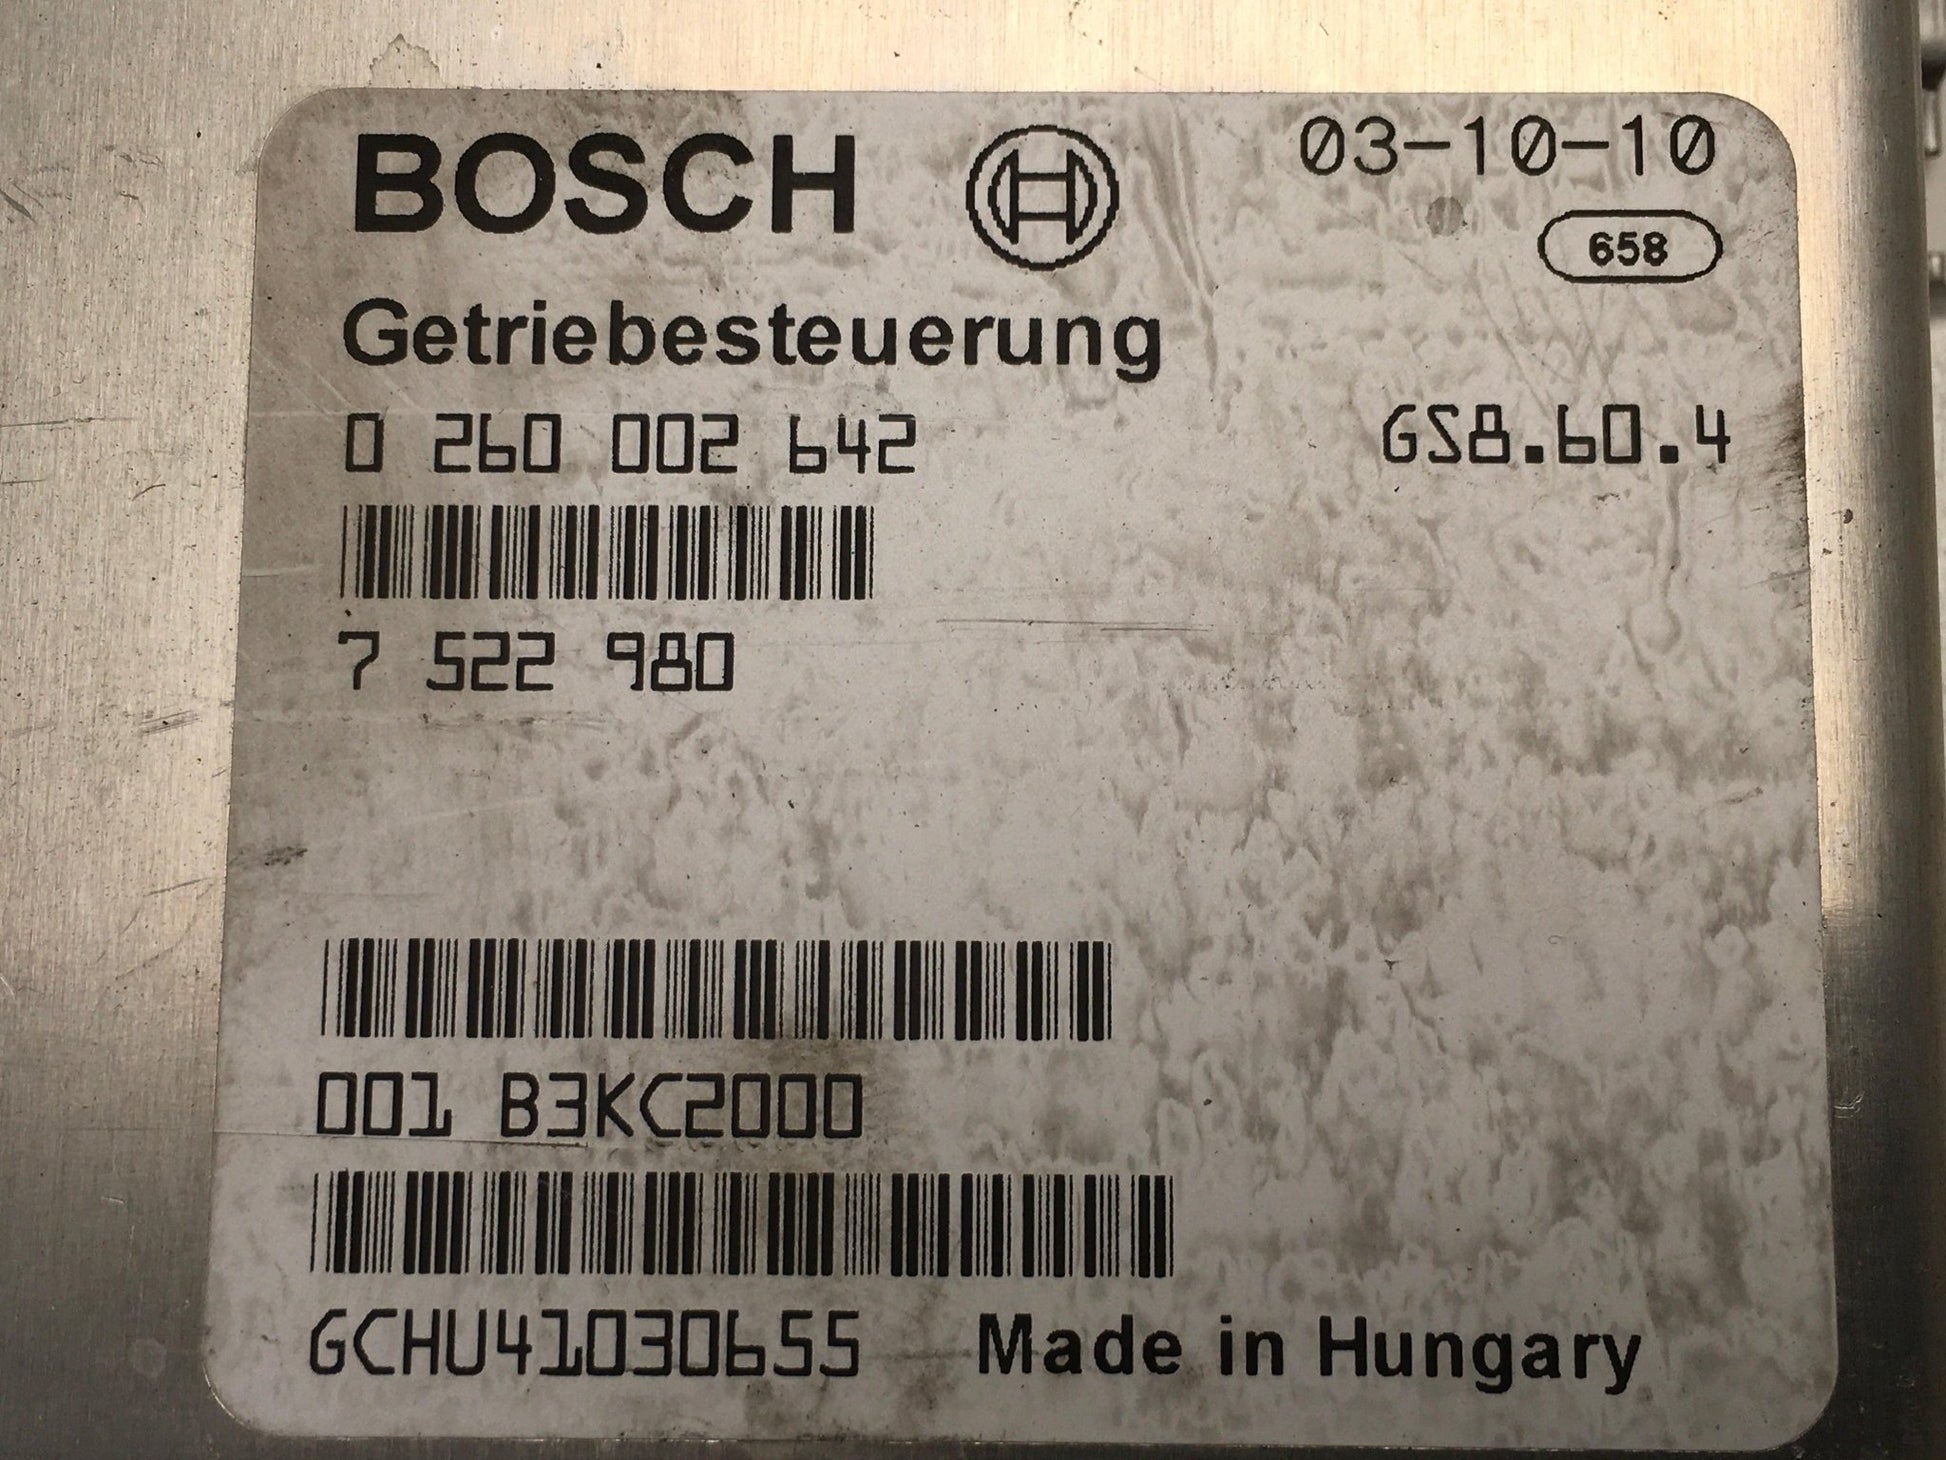 BOSCH 03-10-10
658
Getriebesteuerung
0 260 002 642 GS8.60.4
7 522 980
001 B3KC2000
GCHU41030655 Made in Hungary